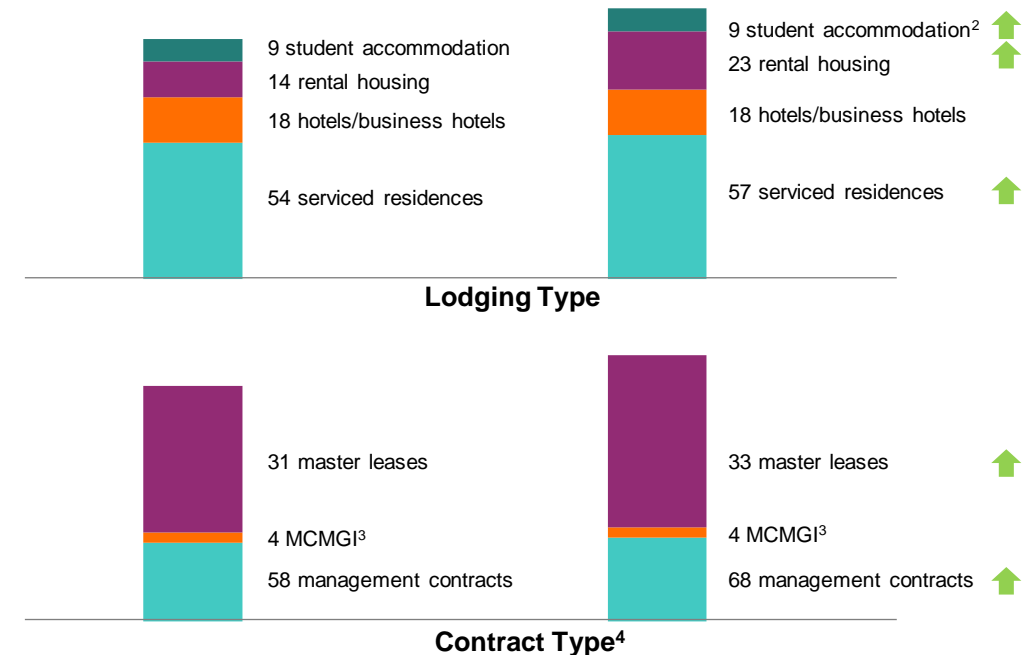 9 student accommodation
14 rental housing
18 hotels/business hotels
54 serviced residences
9 student accommodation²
23 rental housing
18 hotels/business hotels
57 serviced residences
Lodging Type
31 master leases
4 MCMGI³
58 management contracts
33 master leases
4 MCMGI³
68 management contracts
Contract Type⁴